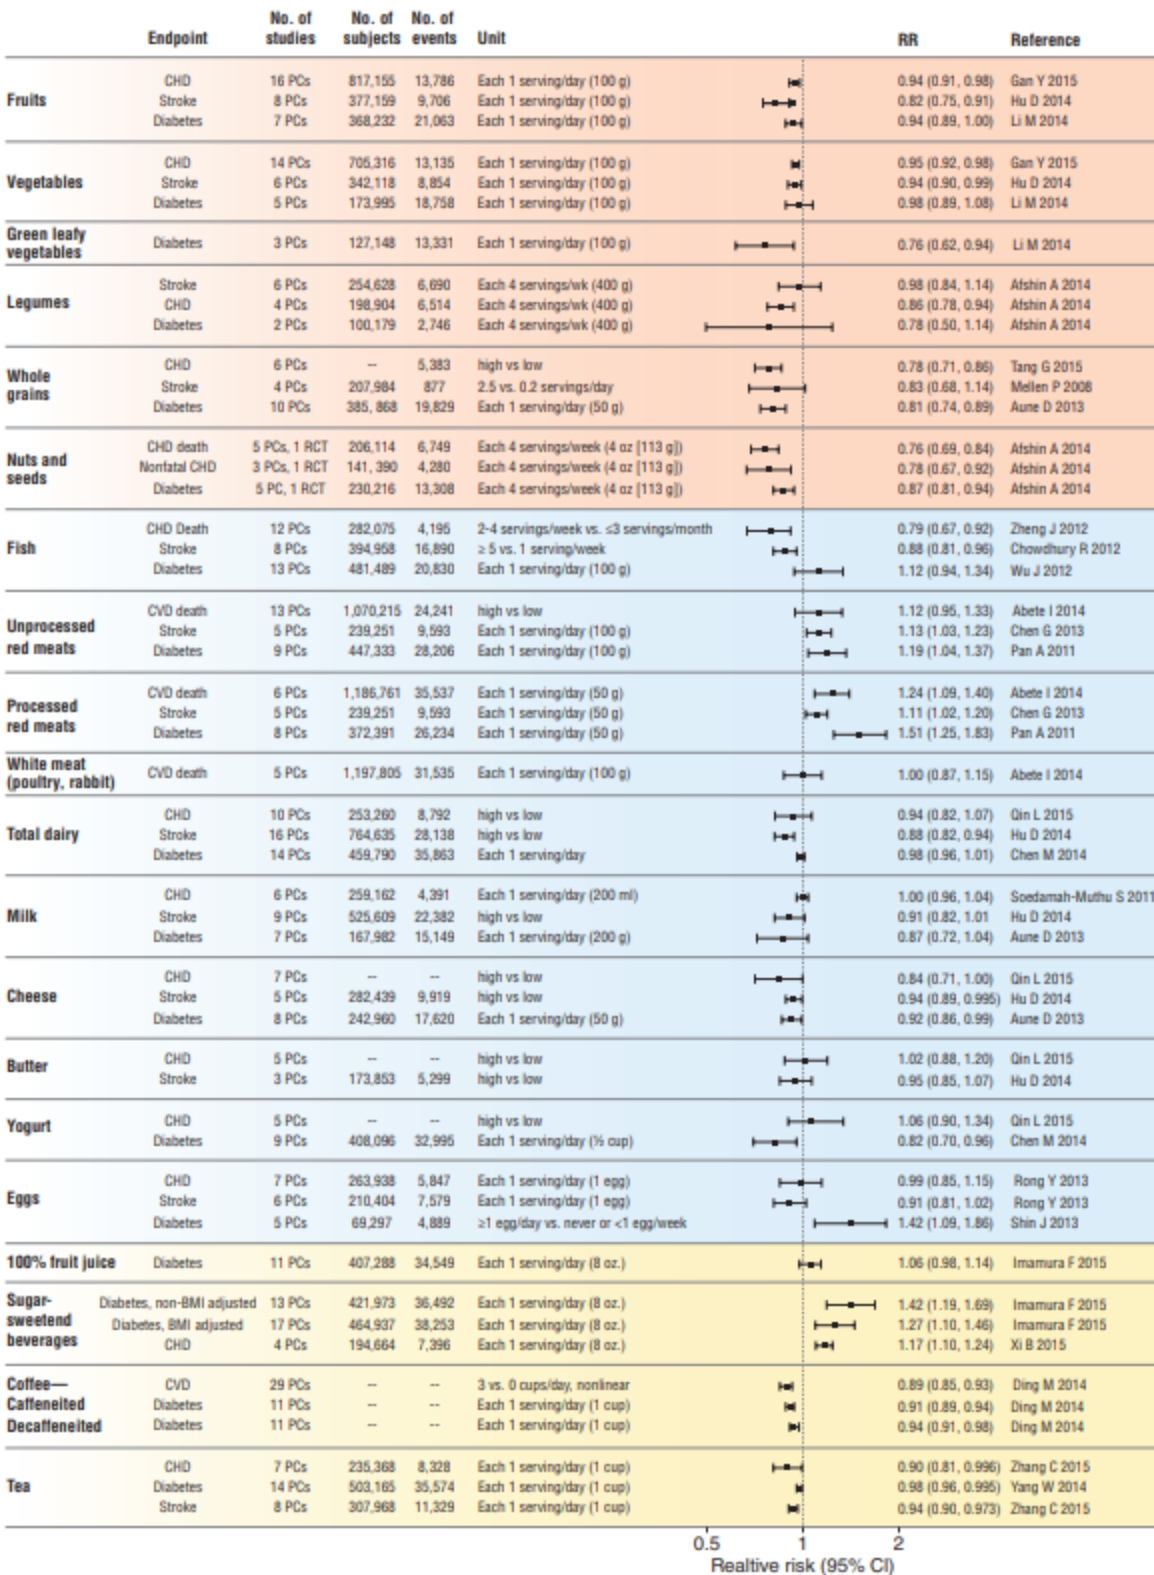 Endpoint No. of studies No. of subjects No. of events Unit RR Reference
Fruits
CHD 16 PCs 817,155 13,786 Each 1 serving/day (100 g) 0.94 (0.91, 0.98) Gan Y 2015
Stroke 8 PCs 377,159 9,706 Each 1 serving/day (100 g) 0.82 (0.75, 0.91) Hu D 2014
Diabetes 7 PCs 368,232 21,063 Each 1 serving/day (100 g) 0.94 (0.89, 1.00) Li M 2014
Vegetables
CHD 14 PCs 705,316 13,135 Each 1 serving/day (100 g) 0.95 (0.92, 0.98) Gan Y 2015
Stroke 6 PCs 342,118 8,854 Each 1 serving/day (100 g) 0.94 (0.90, 0.99) Hu D 2014
Diabetes 5 PCs 173,995 18,758 Each 1 serving/day (100 g) 0.98 (0.89, 1.08) Li M 2014
Green leafy
vegetables
Diabetes 3 PCs 127,148 13,331 Each 1 serving/day (100 g) 0.76 (0.62, 0.94) Li M 2014
Legumes
Stroke 6 PCs 254,628 6,690 Each 4 servings/wk (400 g) 0.98 (0.84, 1.14) Afshin A 2014
CHD 4 PCs 198,904 6,514 Each 4 servings/wk (400 g) 0.86 (0.78, 0.94) Afshin A 2014
Diabetes 2 PCs 100,179 2,746 Each 4 servings/wk (400 g) 0.78 (0.50, 1.14) Afshin A 2014
Whole
grains
CHD 6 PCs -- 5,383 high vs low 0.78 (0.71, 0.86) Tang G 2015
Stroke 4 PCs 207,984 877 2.5 vs. 0.2 servings/day 0.83 (0.68, 1.14) Mellen P 2008
Diabetes 10 PCs 385, 868 19,829 Each 1 serving/day (50 g) 0.81 (0.74, 0.89) Aune D 2013
Nuts and
seeds
CHD death 5 PCs, 1 RCT 206,114 6,749 Each 4 servings/week (4 oz [113 g]) 0.76 (0.69, 0.84) Afshin A 2014
Nonfatal CHD 3 PCs, 1 RCT 141, 390 4,280 Each 4 servings/week (4 oz [113 g]) 0.78 (0.67, 0.92) Afshin A 2014
Diabetes 5 PC, 1 RCT 230,216 13,308 Each 4 servings/week (4 oz [113 g]) 0.87 (0.81, 0.94) Afshin A 2014
Fish
CHD Death 12 PCs 282,075 4,195 2-4 servings/week vs. ≤3 servings/month 0.79 (0.67, 0.92) Zheng J 2012
Stroke 8 PCs 394,958 16,890 ≥ 5 vs. 1 serving/week 0.88 (0.81, 0.96) Chowdhury R 2012
Diabetes 13 PCs 481,489 20,830 Each 1 serving/day (100 g) 1.12 (0.94, 1.34) Wu J 2012
Unprocessed
red meats
CVD death 13 PCs 1,070,215 24,241 high vs low 1.12 (0.95, 1.33) Abete I 2014
Stroke 5 PCs 239,251 9,593 Each 1 serving/day (100 g) 1.13 (1.03, 1.23) Chen G 2013
Diabetes 9 PCs 447,333 28,206 Each 1 serving/day (100 g) 1.19 (1.04, 1.37) Pan A 2011
Processed
red meats
CVD death 6 PCs 1,186,761 35,537 Each 1 serving/day (50 g) 1.24 (1.09, 1.40) Abete I 2014
Stroke 5 PCs 239,251 9,593 Each 1 serving/day (50 g) 1.11 (1.02, 1.20) Chen G 2013
Diabetes 8 PCs 372,391 26,234 Each 1 serving/day (50 g) 1.51 (1.25, 1.83) Pan A 2011
White meat
(poultry, rabbit)
CVD death 5 PCs 1,197,805 31,535 Each 1 serving/day (100 g) 1.00 (0.87, 1.15) Abete I 2014
Total dairy
CHD 10 PCs 253,260 8,792 high vs low 0.94 (0.82, 1.07) Qin L 2015
Stroke 16 PCs 764,635 28,138 high vs low 0.88 (0.82, 0.94) Hu D 2014
Diabetes 14 PCs 459,790 35,863 Each 1 serving/day 0.98 (0.96, 1.01) Chen M 2014
Milk
CHD 6 PCs 259,162 4,391 Each 1 serving/day (200 ml) 1.00 (0.96, 1.04) Soedamah-Muthu S 2011
Stroke 9 PCs 525,609 22,382 high vs low 0.91 (0.82, 1.01 Hu D 2014
Diabetes 7 PCs 167,982 15,149 Each 1 serving/day (200 g) 0.87 (0.72, 1.04) Aune D 2013
Cheese
CHD 7 PCs -- -- high vs low 0.84 (0.71, 1.00) Qin L 2015
Stroke 5 PCs 282,439 9,919 high vs low 0.94 (0.89, 0.995) Hu D 2014
Diabetes 8 PCs 242,960 17,620 Each 1 serving/day (50 g) 0.92 (0.86, 0.99) Aune D 2013
Butter
CHD 5 PCs -- -- high vs low 1.02 (0.88, 1.20) Qin L 2015
Stroke 3 PCs 173,853 5,299 high vs low 0.95 (0.85, 1.07) Hu D 2014
Yogurt
CHD 5 PCs -- -- high vs low 1.06 (0.90, 1.34) Qin L 2015
Diabetes 9 PCs 408,096 32,995 Each 1 serving/day (½ cup) 0.82 (0.70, 0.96) Chen M 2014
Eggs
CHD 7 PCs 263,938 5,847 Each 1 serving/day (1 egg) 0.99 (0.85, 1.15) Rong Y 2013
Stroke 6 PCs 210,404 7,579 Each 1 serving/day (1 egg) 0.91 (0.81, 1.02) Rong Y 2013
Diabetes 5 PCs 69,297 4,889 ≥1 egg/day vs. never or <1 egg/week 1.42 (1.09, 1.86) Shin J 2013
100% fruit juice Diabetes 11 PCs 407,288 34,549 Each 1 serving/day (8 oz.) 1.06 (0.98, 1.14) Imamura F 2015
Sugar-
sweetend
beverages
Diabetes, non-BMI adjusted 13 PCs 421,973 36,492 Each 1 serving/day (8 oz.) 1.42 (1.19, 1.69) Imamura F 2015
Diabetes, BMI adjusted 17 PCs 464,937 38,253 Each 1 serving/day (8 oz.) 1.27 (1.10, 1.46) Imamura F 2015
CHD 4 PCs 194,664 7,396 Each 1 serving/day (8 oz.) 1.17 (1.10, 1.24) Xi B 2015
Coffee— CVD 29 PCs -- -- 3 vs. 0 cups/day, nonlinear 0.89 (0.85, 0.93) Ding M 2014
Caffeneited Diabetes 11 PCs -- -- Each 1 serving/day (1 cup) 0.91 (0.89, 0.94) Ding M 2014
Decaffeneited Diabetes 11 PCs -- -- Each 1 serving/day (1 cup) 0.94 (0.91, 0.98) Ding M 2014
Tea
CHD 7 PCs 235,368 8,328 Each 1 serving/day (1 cup) 0.90 (0.81, 0.996) Zhang C 2015
Diabetes 14 PCs 503,165 35,574 Each 1 serving/day (1 cup) 0.98 (0.96, 0.995) Yang W 2014
Stroke 8 PCs 307,968 11,329 Each 1 serving/day (1 cup) 0.94 (0.90, 0.973) Zhang C 2015
0.5 1 2
Realtive risk (95% CI)